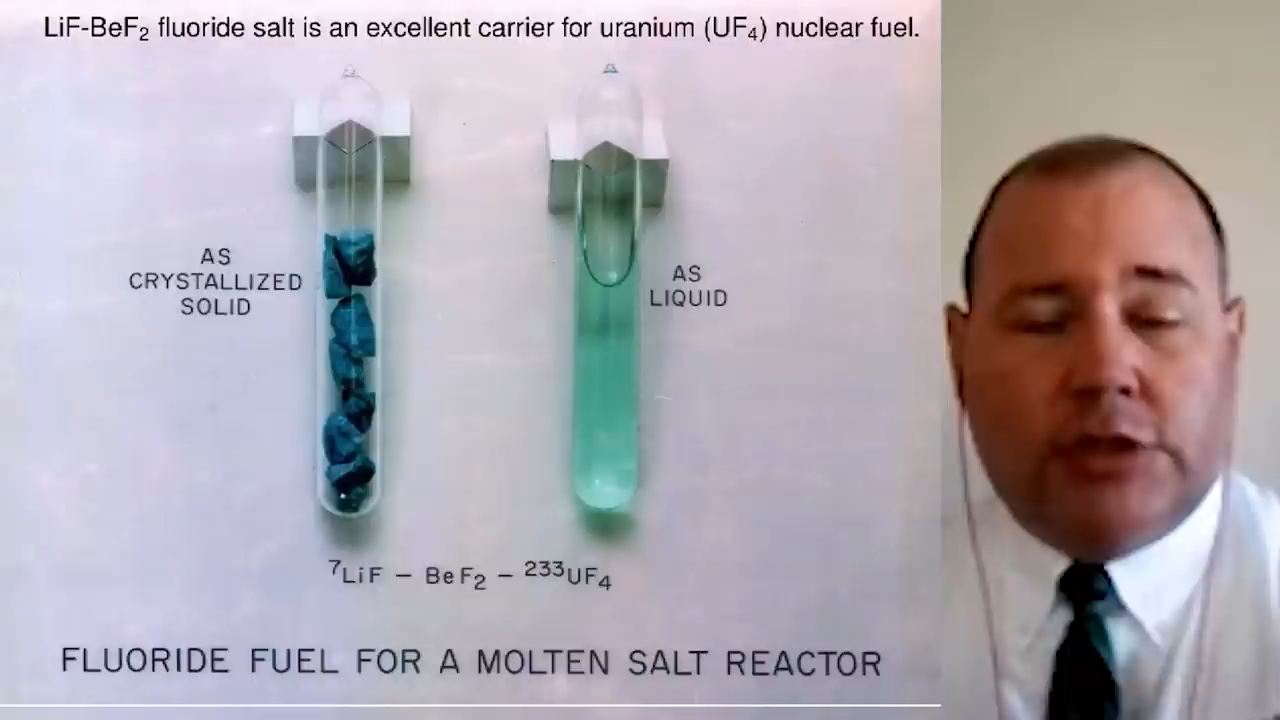 LiF-BeF₂ fluoride salt is an excellent carrier for uranium (UF₄) nuclear fuel.
AS
CRYSTALLIZED
SOLID
AS
LIQUID
⁷LiF – BeF₂ – ²³³UF₄
FLUORIDE FUEL FOR A MOLTEN SALT REACTOR